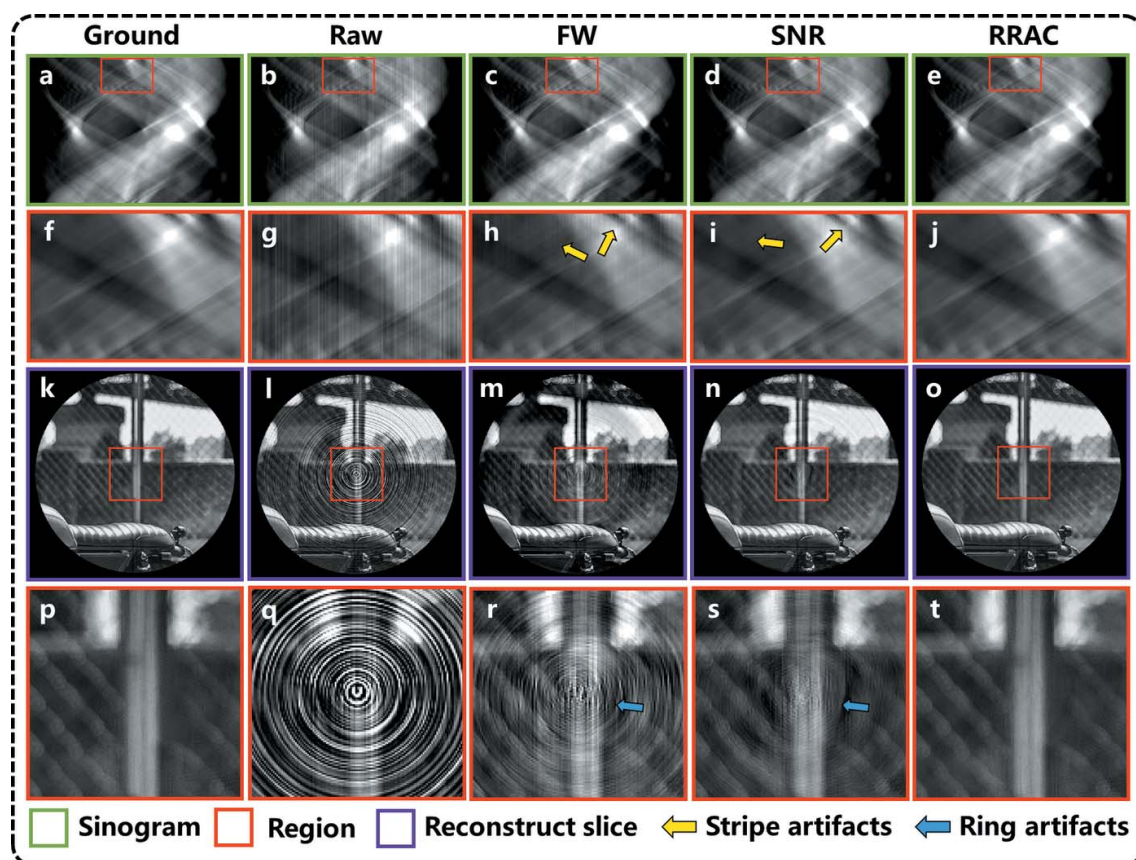 Ground Raw FW SNR RRAC
a b c d e
f g h i j
k l m n o
p q r s t
Sinogram Region Reconstruct slice Stripe artifacts Ring artifacts